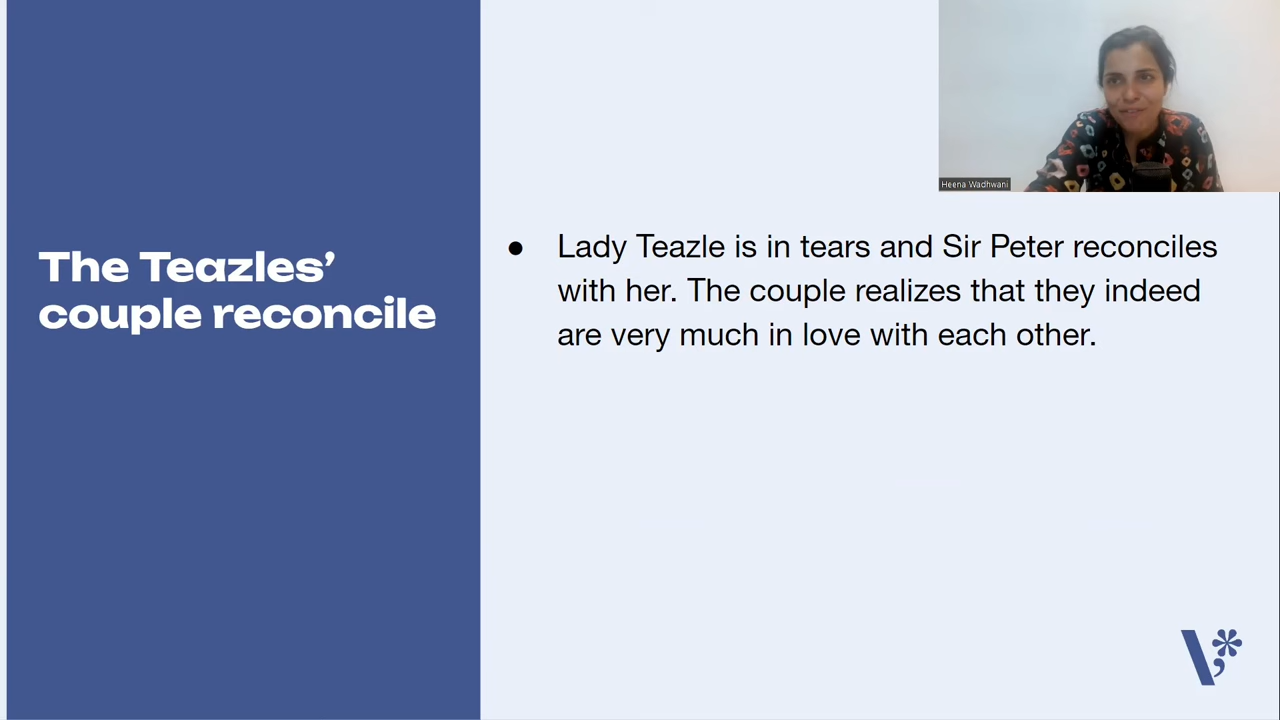 Heena Wadhwani
The Teazles’
couple reconcile
● Lady Teazle is in tears and Sir Peter reconciles
with her. The couple realizes that they indeed
are very much in love with each other.